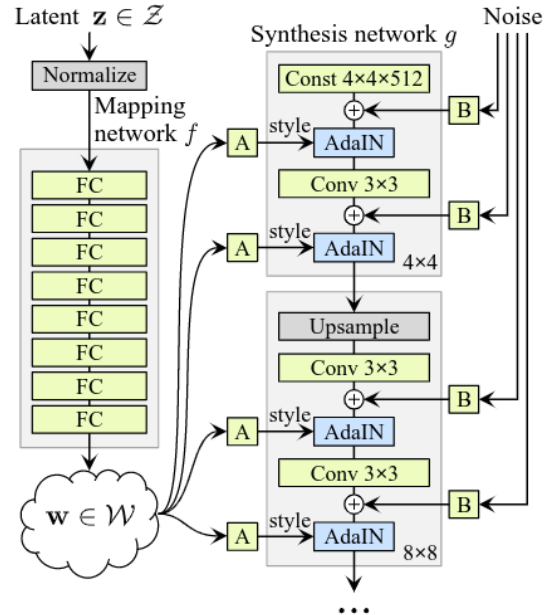 Latent z ∈ Z
Normalize
Mapping
network f
FC
FC
FC
FC
FC
FC
FC
FC
w ∈ W
Synthesis network g
Noise
Const 4×4×512
B
A
style
AdaIN
Conv 3×3
B
A
style
AdaIN
4×4
Upsample
Conv 3×3
B
A
style
AdaIN
Conv 3×3
B
A
style
AdaIN
8×8
...